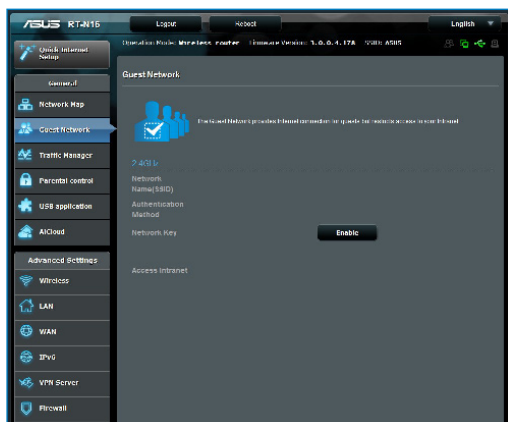 ASUS RT-N16
Logout
Reboot
English
Quick Internet
Setup
Operation Mode: Wireless router Firmware Version: 3.0.0.4.178 SSID: ASUS
General
Guest Network
Network Map
Guest Network
The Guest Network provides Internet connection for guests but restricts access to your Intranet.
Traffic Manager
2.4GHz
Network
Name(SSID)
Parental control
Authentication
Method
USB application
Network Key
Enable
AiCloud
Access Intranet
Advanced Settings
Wireless
LAN
WAN
IPv6
VPN Server
Firewall